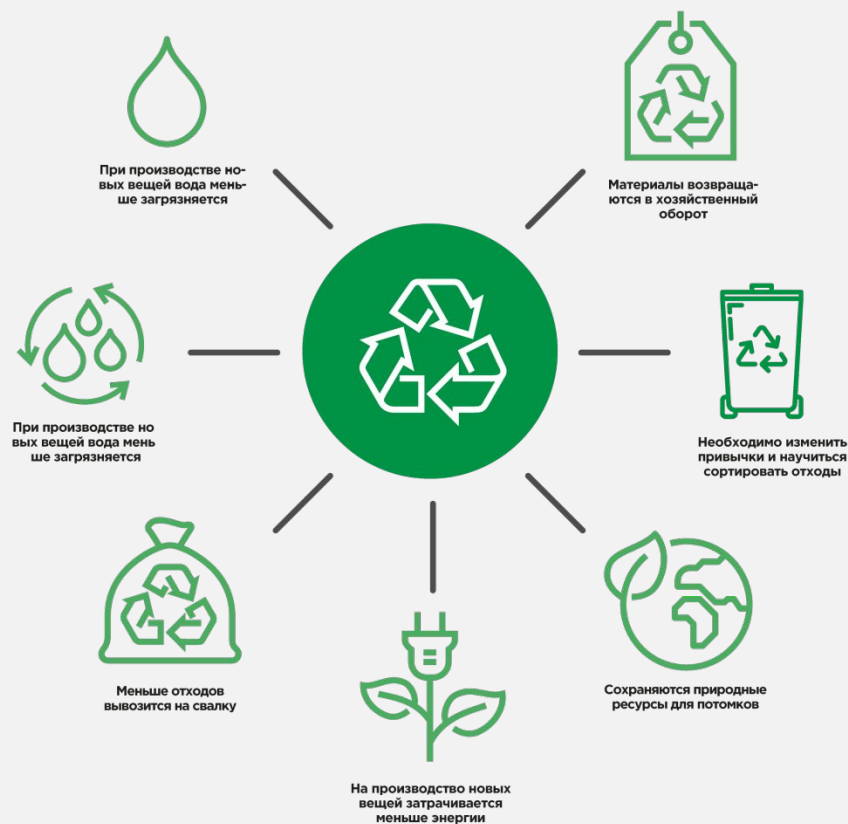 При производстве но-
вых вещей вода мень-
ше загрязняется
Материалы возвраща-
ются в хозяйственный
оборот
При производстве но
вых вещей вода мень
ше загрязняется
Необходимо изменить
привычки и научиться
сортировать отходы
Меньше отходов
вывозится на свалку
Сохраняются природные
ресурсы для потомков
На производство новых
вещей затрачивается
меньше энергии